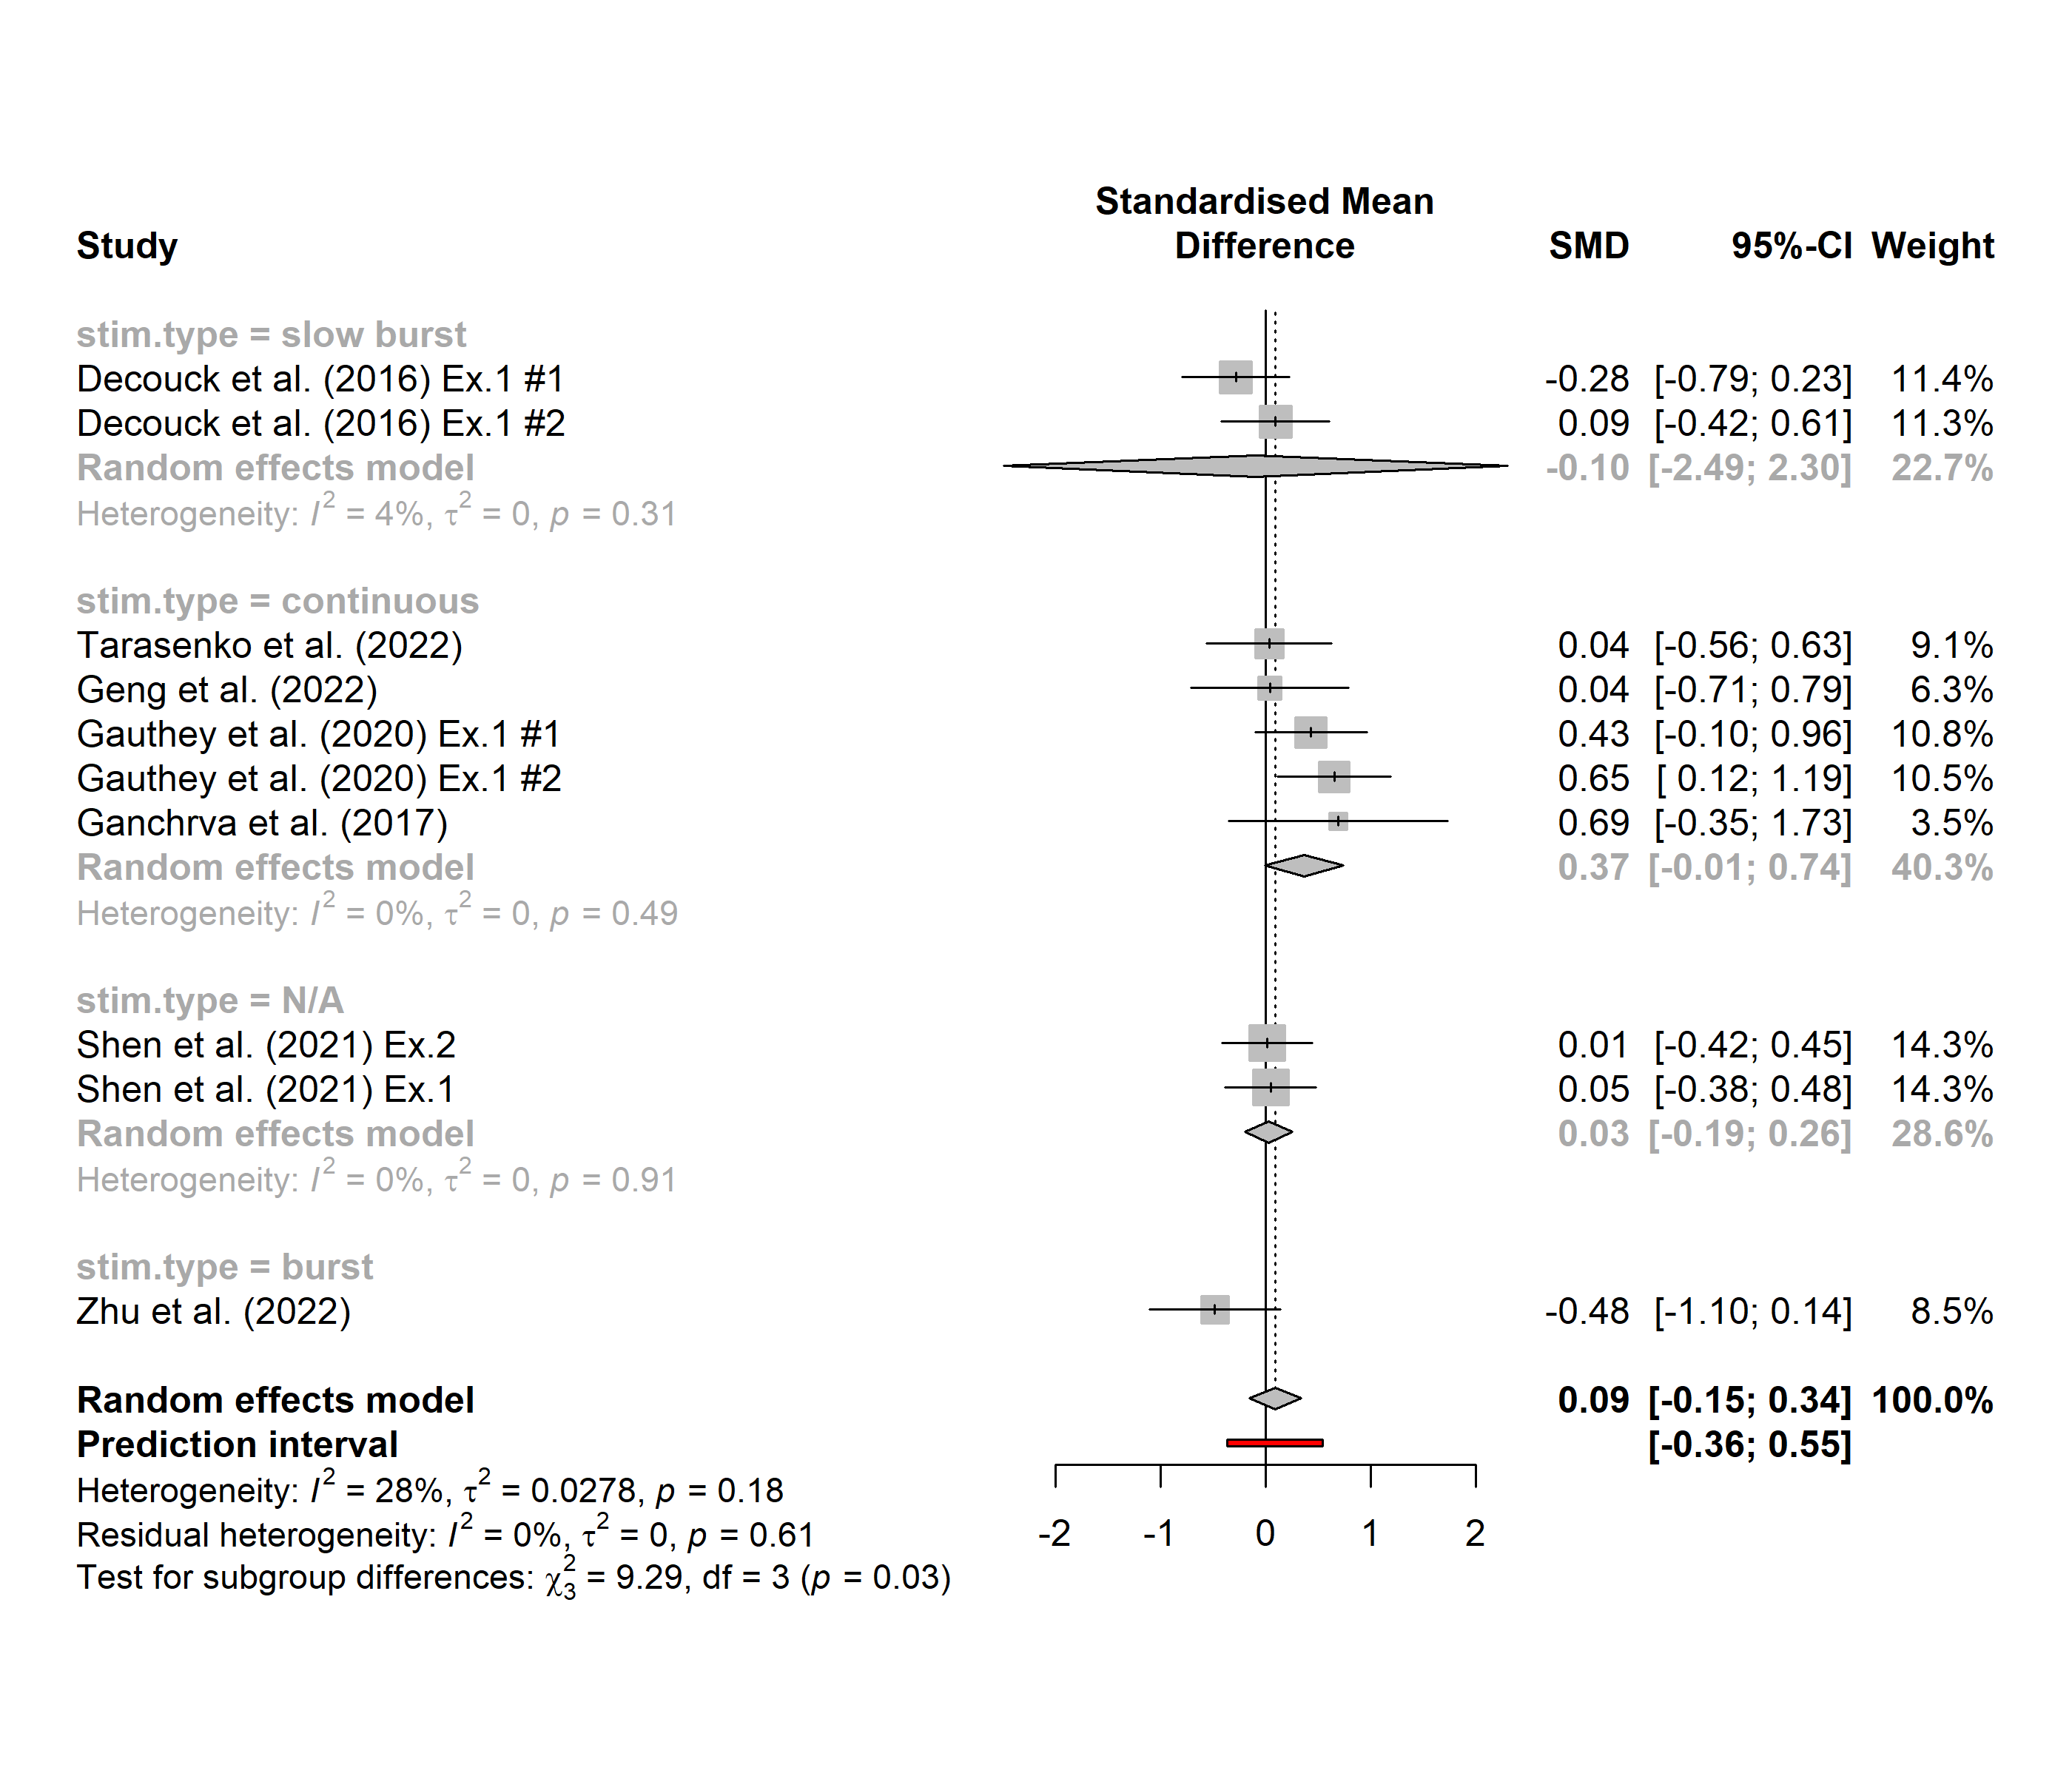 Standardised Mean
Study Difference SMD 95%-CI Weight
stim.type = slow burst
Decouck et al. (2016) Ex.1 #1 -0.28 [-0.79; 0.23] 11.4%
Decouck et al. (2016) Ex.1 #2 0.09 [-0.42; 0.61] 11.3%
Random effects model -0.10 [-2.49; 2.30] 22.7%
Heterogeneity: I² = 4%, τ² = 0, p = 0.31
stim.type = continuous
Tarasenko et al. (2022) 0.04 [-0.56; 0.63] 9.1%
Geng et al. (2022) 0.04 [-0.71; 0.79] 6.3%
Gauthey et al. (2020) Ex.1 #1 0.43 [-0.10; 0.96] 10.8%
Gauthey et al. (2020) Ex.1 #2 0.65 [ 0.12; 1.19] 10.5%
Ganchrva et al. (2017) 0.69 [-0.35; 1.73] 3.5%
Random effects model 0.37 [-0.01; 0.74] 40.3%
Heterogeneity: I² = 0%, τ² = 0, p = 0.49
stim.type = N/A
Shen et al. (2021) Ex.2 0.01 [-0.42; 0.45] 14.3%
Shen et al. (2021) Ex.1 0.05 [-0.38; 0.48] 14.3%
Random effects model 0.03 [-0.19; 0.26] 28.6%
Heterogeneity: I² = 0%, τ² = 0, p = 0.91
stim.type = burst
Zhu et al. (2022) -0.48 [-1.10; 0.14] 8.5%
Random effects model 0.09 [-0.15; 0.34] 100.0%
Prediction interval [-0.36; 0.55]
Heterogeneity: I² = 28%, τ² = 0.0278, p = 0.18
Residual heterogeneity: I² = 0%, τ² = 0, p = 0.61
-2 -1 0 1 2
Test for subgroup differences: χ²₃ = 9.29, df = 3 (p = 0.03)